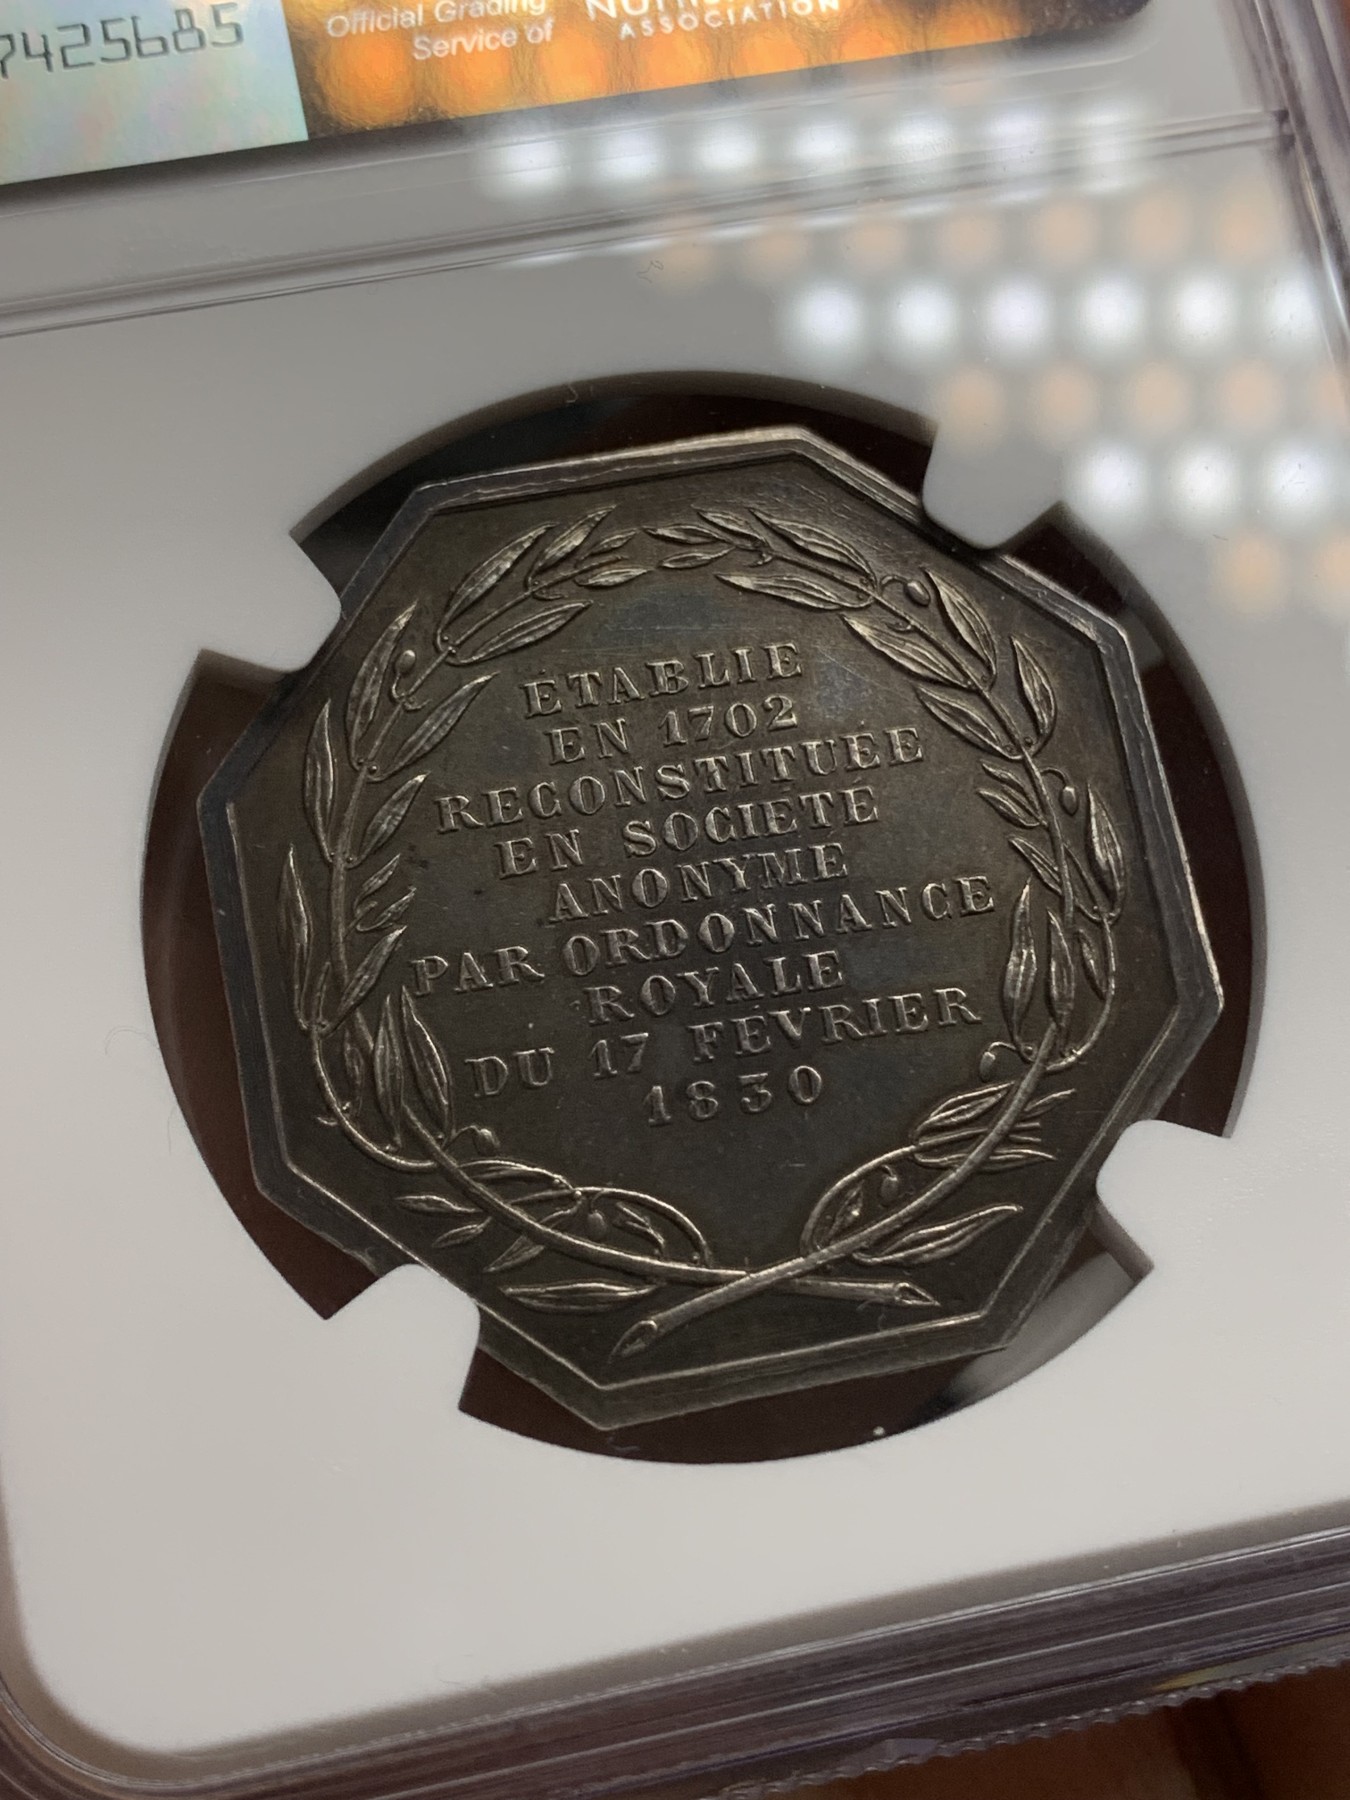 7425685
Official Grading
Service of
ASSOCIATION
ÉTABLIE
EN 1702
RECONSTITUÉE
EN SOCIÉTÉ
ANONYME
PAR ORDONNANCE
ROYALE
DU 17 FÉVRIER
1830